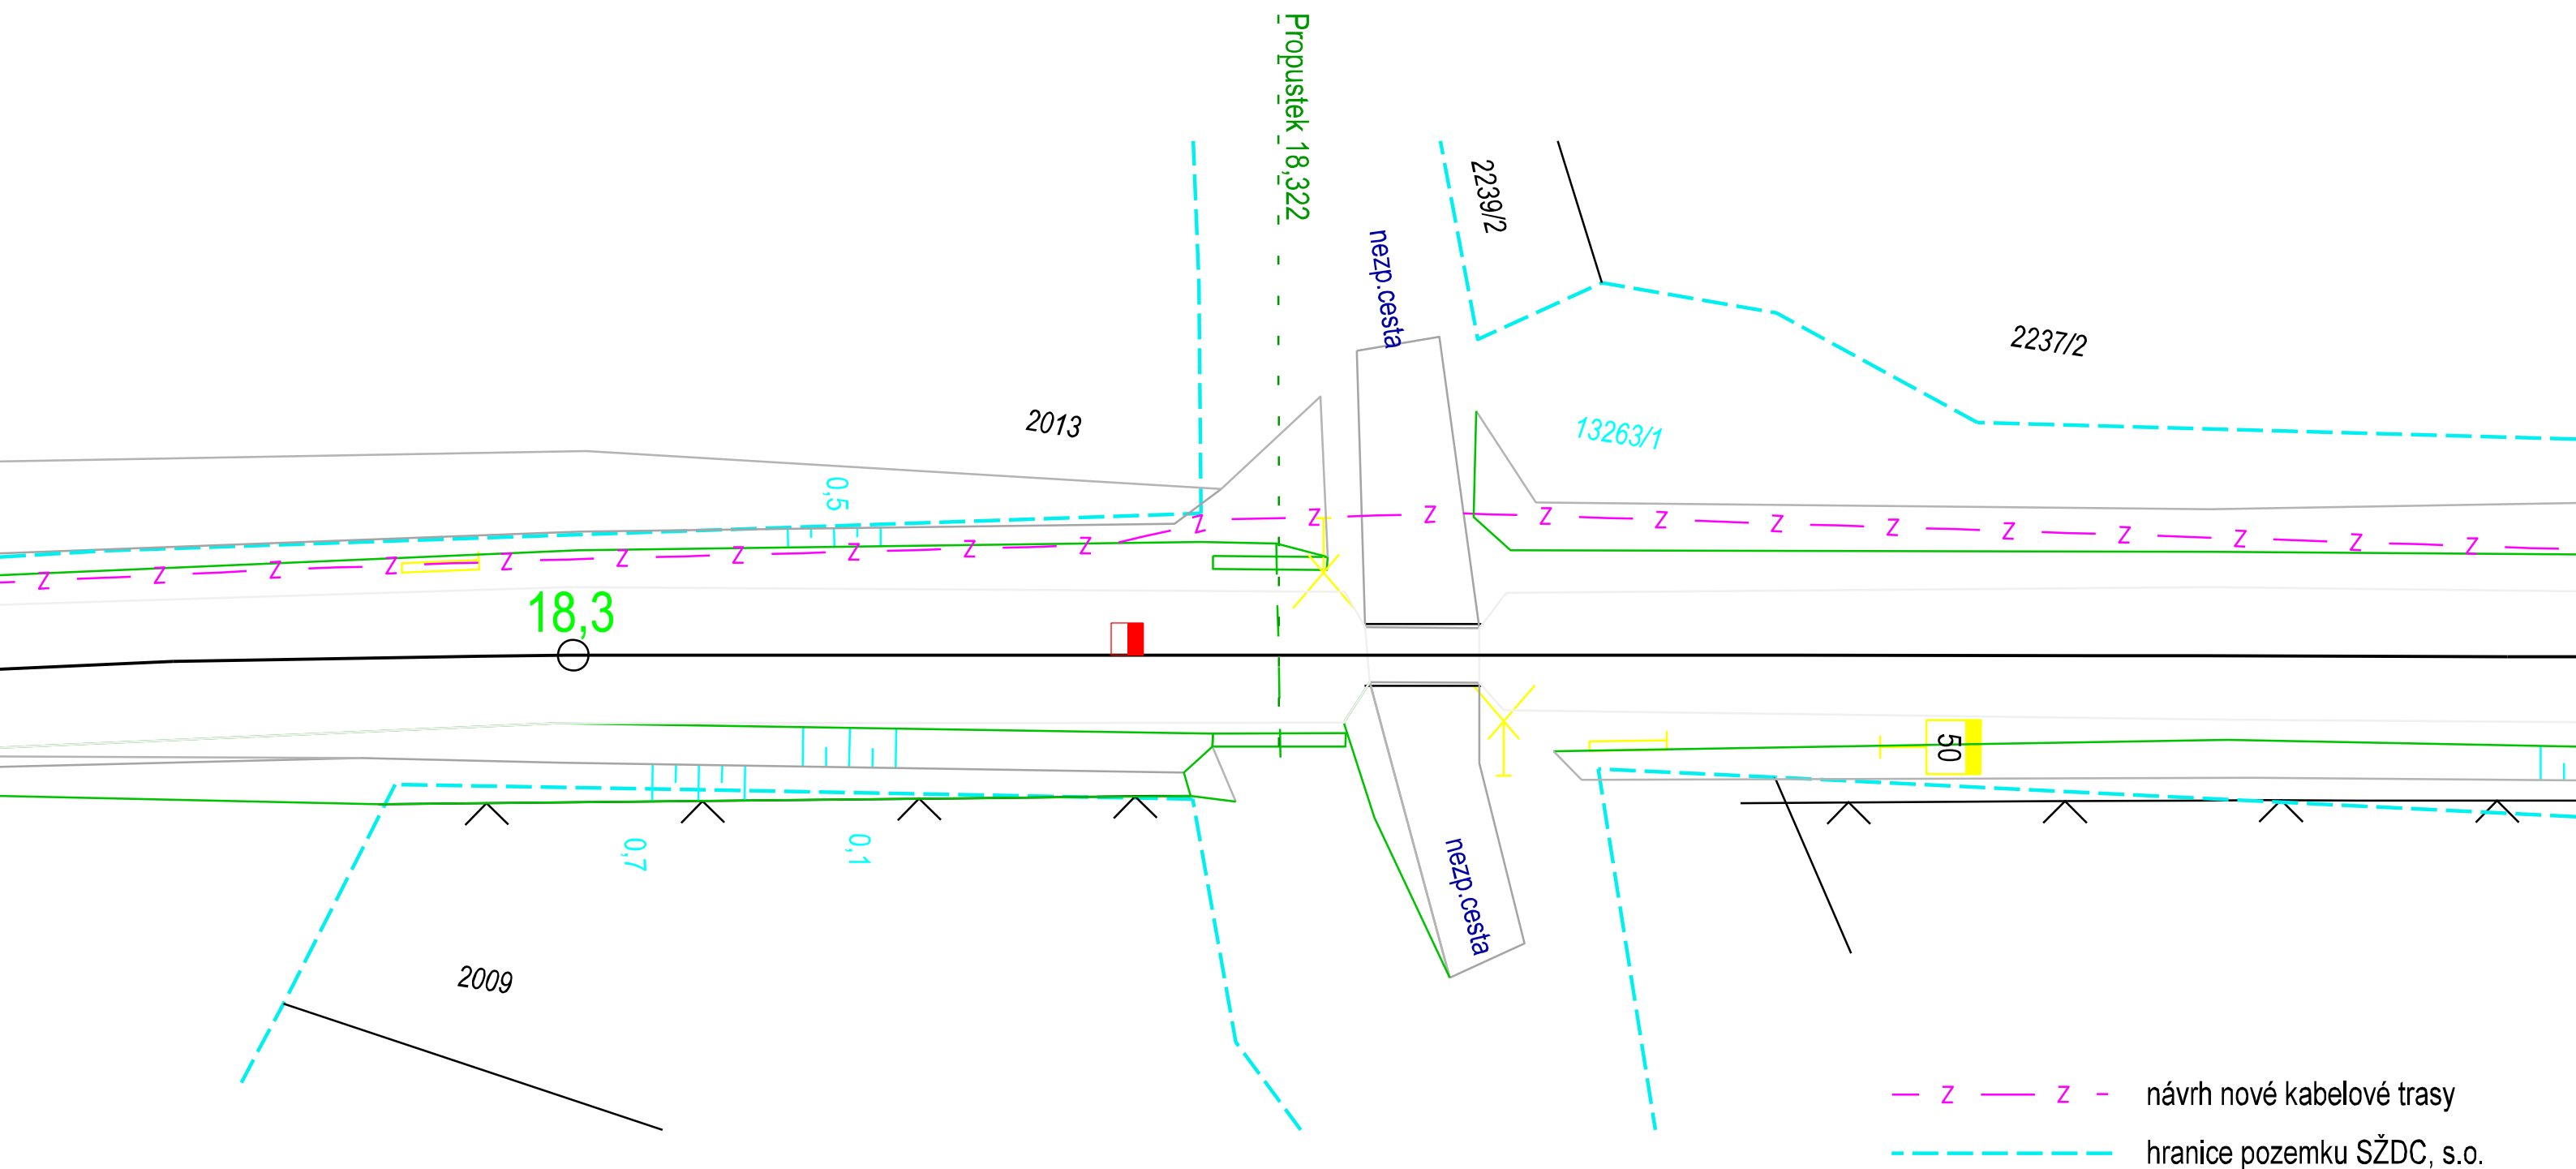 Propustek 18,322
2239/2
nezp.cesta
2237/2
2013
13263/1
0,5
Z Z Z Z Z Z Z Z Z Z Z Z Z Z Z Z Z Z Z Z Z Z
18,3
50
0,7
0,1
nezp.cesta
2009
Z Z návrh nové kabelové trasy
hranice pozemku SŽDC, s.o.